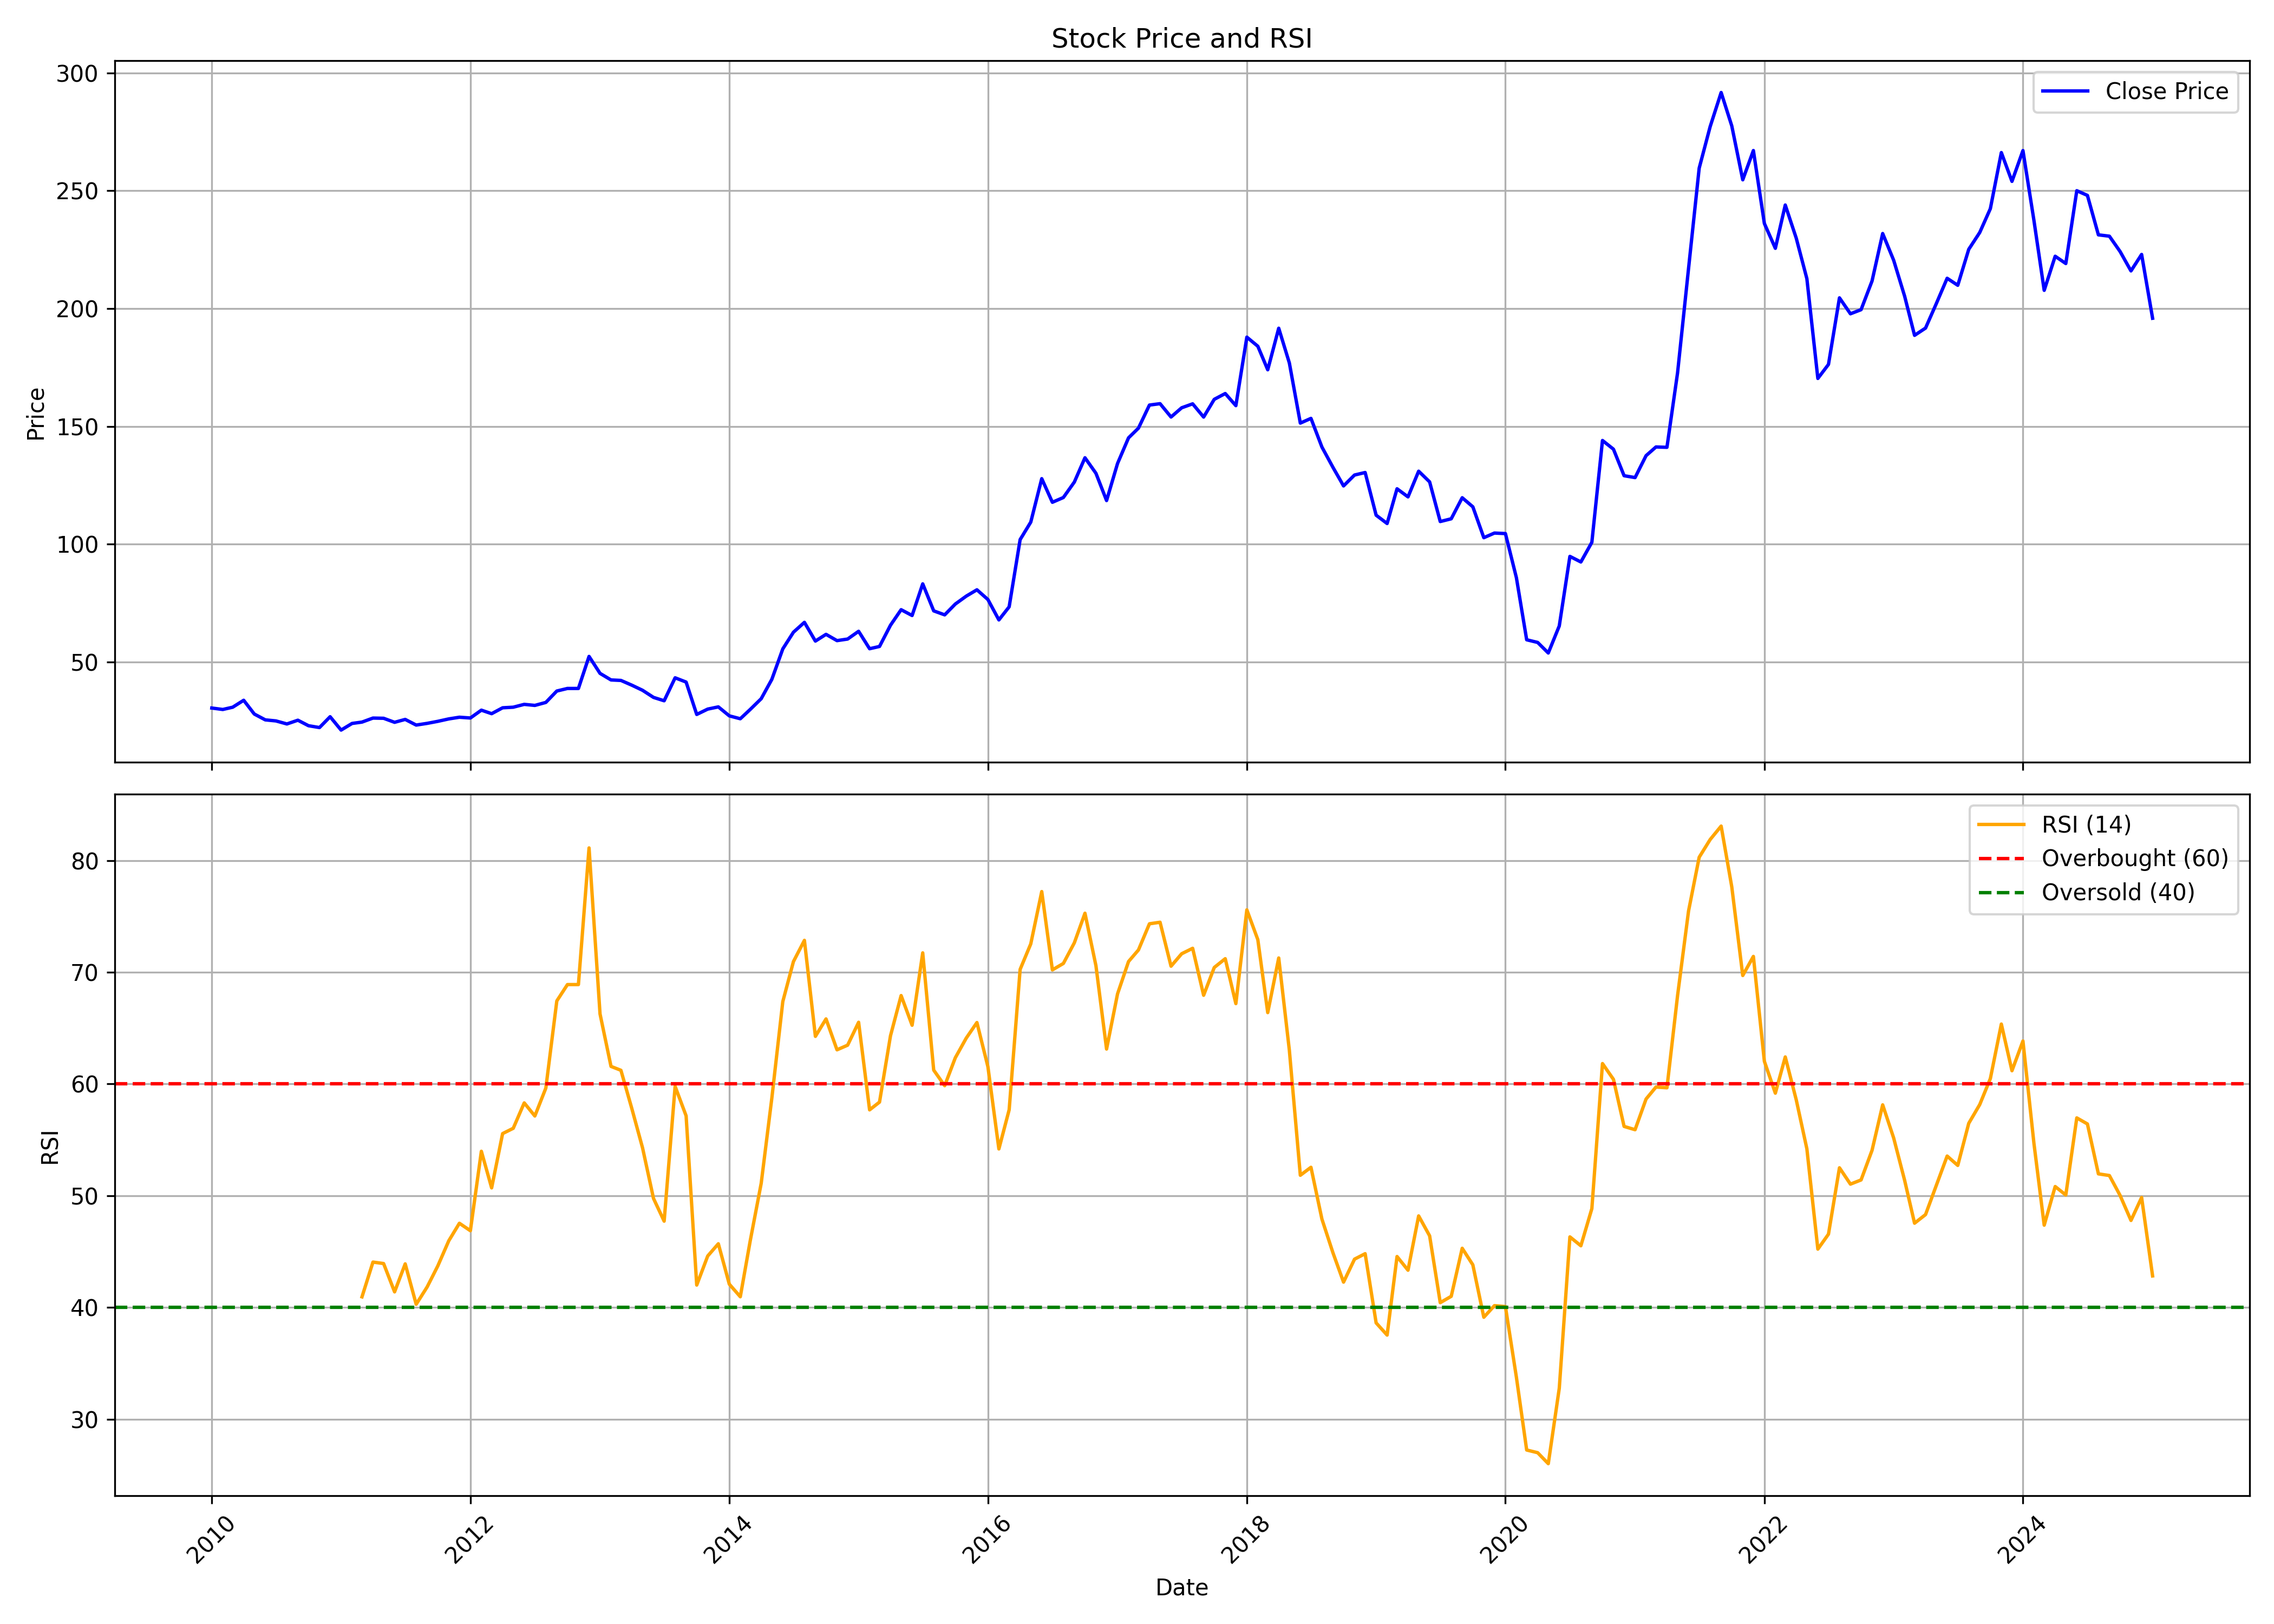 Stock Price and RSI
300
250
200
150
100
50
Price
Close Price
80
70
60
50
40
30
RSI
RSI (14)
Overbought (60)
Oversold (40)
2010
2012
2014
2016
2018
2020
2022
2024
Date